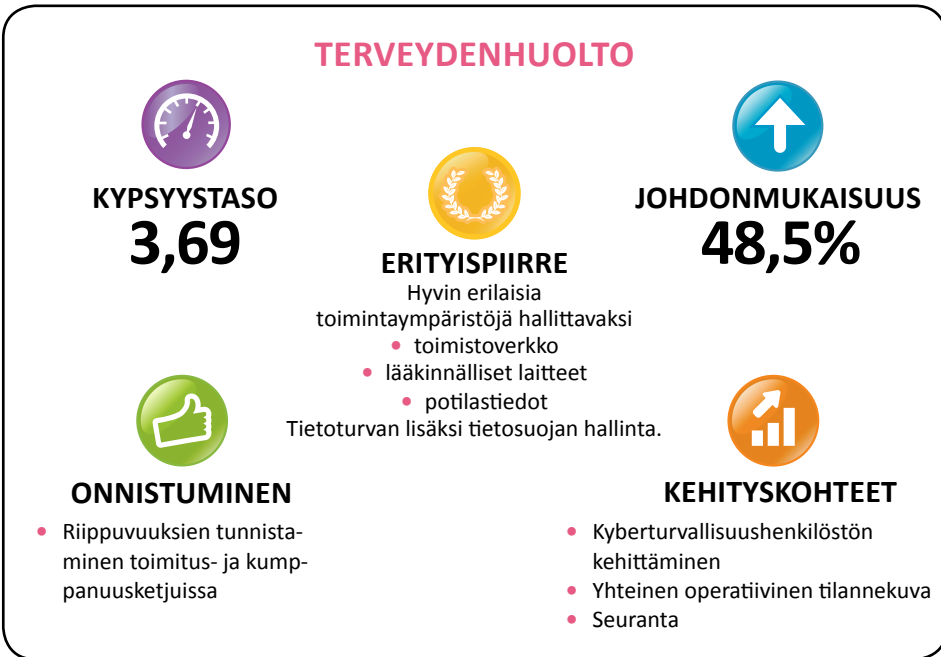 TERVEYDENHUOLTO
KYPSYYSTASO
3,69
JOHDONMUKAISUUS
48,5%
ERITYISPIIRRE
Hyvin erilaisia
toimintaympäristöjä hallittavaksi
• toimistoverkko
• lääkinnälliset laitteet
• potilastiedot
Tietoturvan lisäksi tietosuojan hallinta.
ONNISTUMINEN
• Riippuvuuksien tunnista-
minen toimitus- ja kump-
panuusketjuissa
KEHITYSKOHTEET
• Kyberturvallisuushenkilöstön
kehittäminen
• Yhteinen operatiivinen tilannekuva
• Seuranta